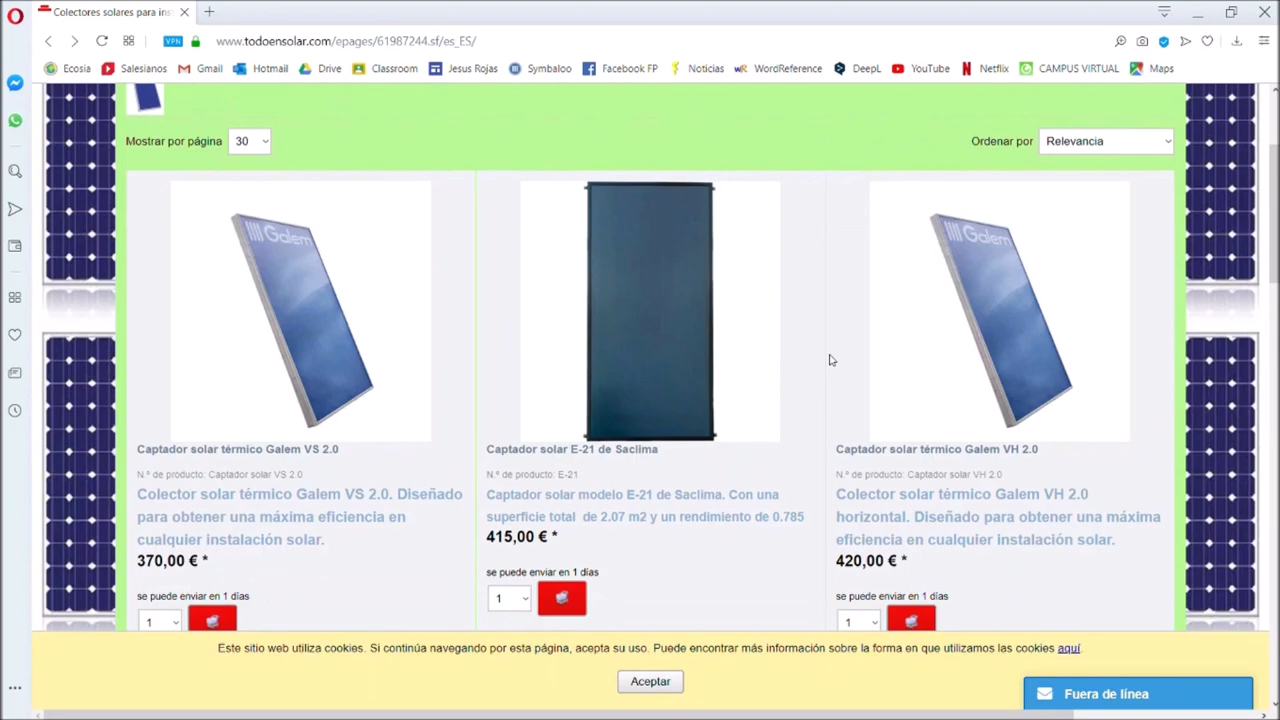 Colectores solares para ins
www.todoensolar.com/epages/61987244.sf/es_ES/
VPN
Ecosia Salesianos Gmail Hotmail Drive Classroom Jesus Rojas Symbaloo Facebook FP Noticias WordReference DeepL YouTube Netflix CAMPUS VIRTUAL Maps
Mostrar por página 30
Ordenar por Relevancia
Galem
Galem
Captador solar térmico Galem VS 2.0
N.º de producto: Captador solar VS 2.0
Colector solar térmico Galem VS 2.0. Diseñado
para obtener una máxima eficiencia en
cualquier instalación solar.
370,00 € *
se puede enviar en 1 días
1
Captador solar E-21 de Saclima
N.º de producto: E-21
Captador solar modelo E-21 de Saclima. Con una
superficie total de 2.07 m2 y un rendimiento de 0.785
415,00 € *
se puede enviar en 1 días
1
Captador solar térmico Galem VH 2.0
N.º de producto: Captador solar VH 2.0
Colector solar térmico Galem VH 2.0
horizontal. Diseñado para obtener una máxima
eficiencia en cualquier instalación solar.
420,00 € *
se puede enviar en 1 días
1
Este sitio web utiliza cookies. Si continúa navegando por esta página, acepta su uso. Puede encontrar más información sobre la forma en que utilizamos las cookies aquí.
Aceptar
Fuera de línea